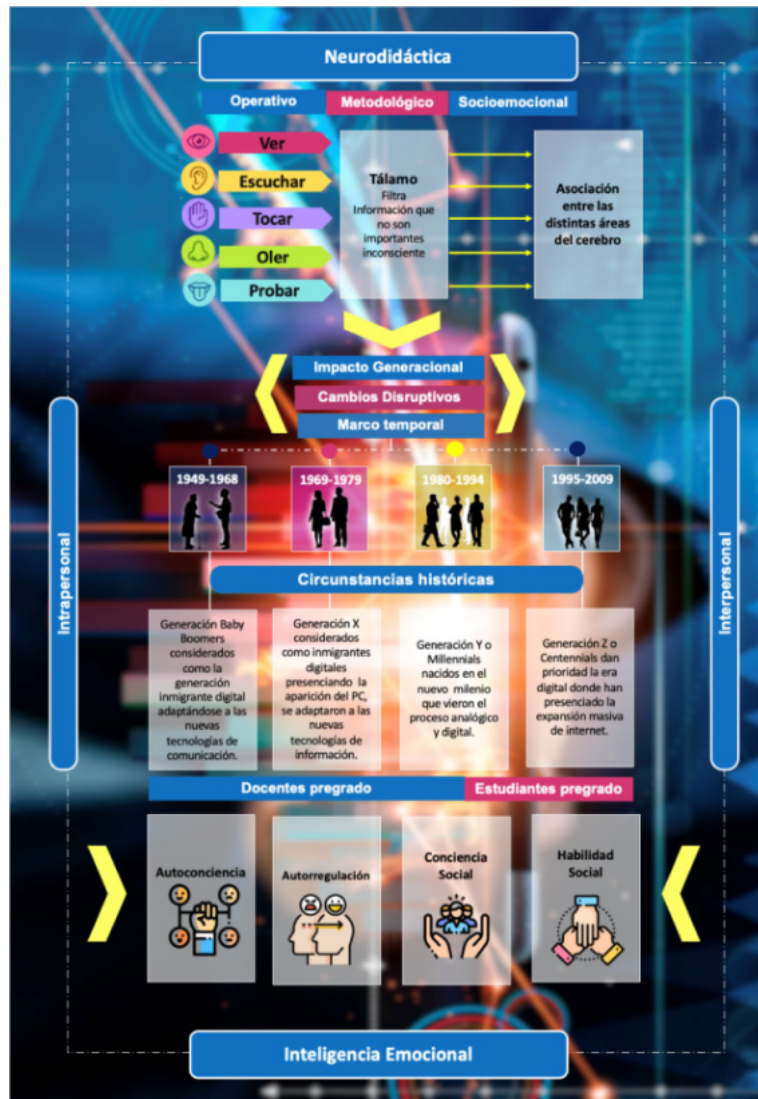 Neurodidáctica
Operativo
Metodológico
Socioemocional
Ver
Escuchar
Tocar
Oler
Probar
Tálamo
Filtra
Información que
no son
importantes
inconsciente
Asociación
entre las
distintas áreas
del cerebro
Impacto Generacional
Cambios Disruptivos
Marco temporal
1949-1968
1969-1979
1980-1994
1995-2009
Circunstancias históricas
Intrapersonal
Interpersonal
Generación Baby
Boomers
considerados
como la
generación
inmigrante digital
adaptándose a las
nuevas
tecnologías de
comunicación.
Generación X
considerados
como inmigrantes
digitales
presenciando la
aparición del PC,
se adaptaron a las
nuevas
tecnologías de
información.
Generación Y o
Millennials
nacidos en el
nuevo milenio
que vieron el
proceso analógico
y digital.
Generación Z o
Centennials dan
prioridad la era
digital donde han
presenciado la
expansión masiva
de internet.
Docentes pregrado
Estudiantes pregrado
Autoconciencia
Autorregulación
Conciencia
Social
Habilidad
Social
Inteligencia Emocional